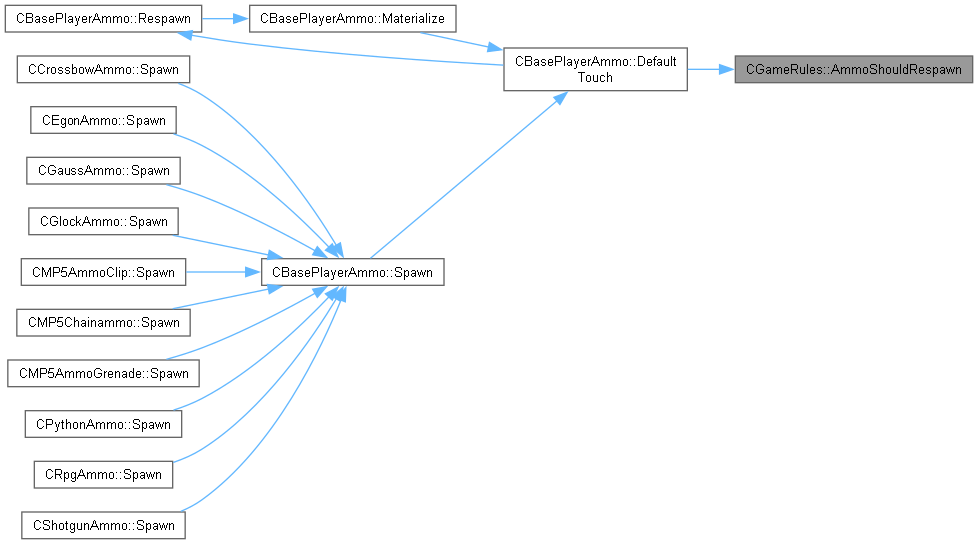 CBasePlayerAmmo::Respawn
CBasePlayerAmmo::Materialize
CBasePlayerAmmo::Default
Touch
CGameRules::AmmoShouldRespawn
CCrossbowAmmo::Spawn
CEgonAmmo::Spawn
CGaussAmmo::Spawn
CGlockAmmo::Spawn
CMP5AmmoClip::Spawn
CBasePlayerAmmo::Spawn
CMP5Chainammo::Spawn
CMP5AmmoGrenade::Spawn
CPythonAmmo::Spawn
CRpgAmmo::Spawn
CShotgunAmmo::Spawn